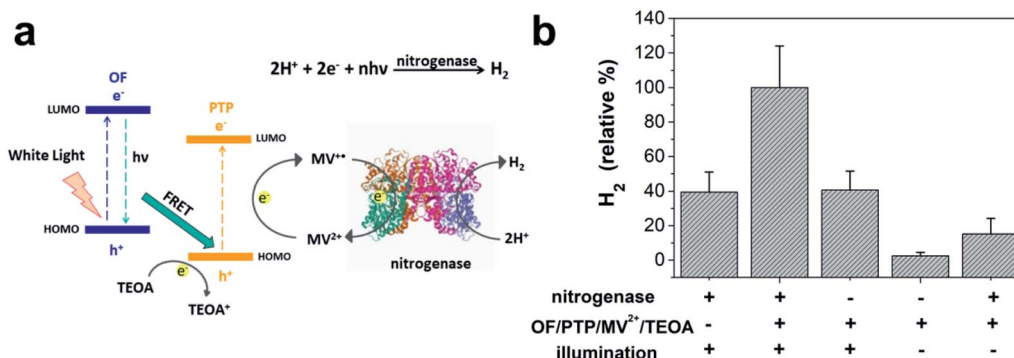 a
2H⁺ + 2e⁻ + nhν nitrogenase H₂
OF
e⁻
LUMO
PTP
e⁻
LUMO
White Light
hν
FRET
HOMO
h⁺
HOMO
h⁺
TEOA
e⁻
TEOA⁺
e⁻
MV⁺•
MV²⁺
e⁻
H₂
2H⁺
nitrogenase
b
H₂ (relative %)
140
120
100
80
60
40
20
0
nitrogenase + + - - +
OF/PTP/MV²⁺/TEOA - + + + +
illumination + + + - -